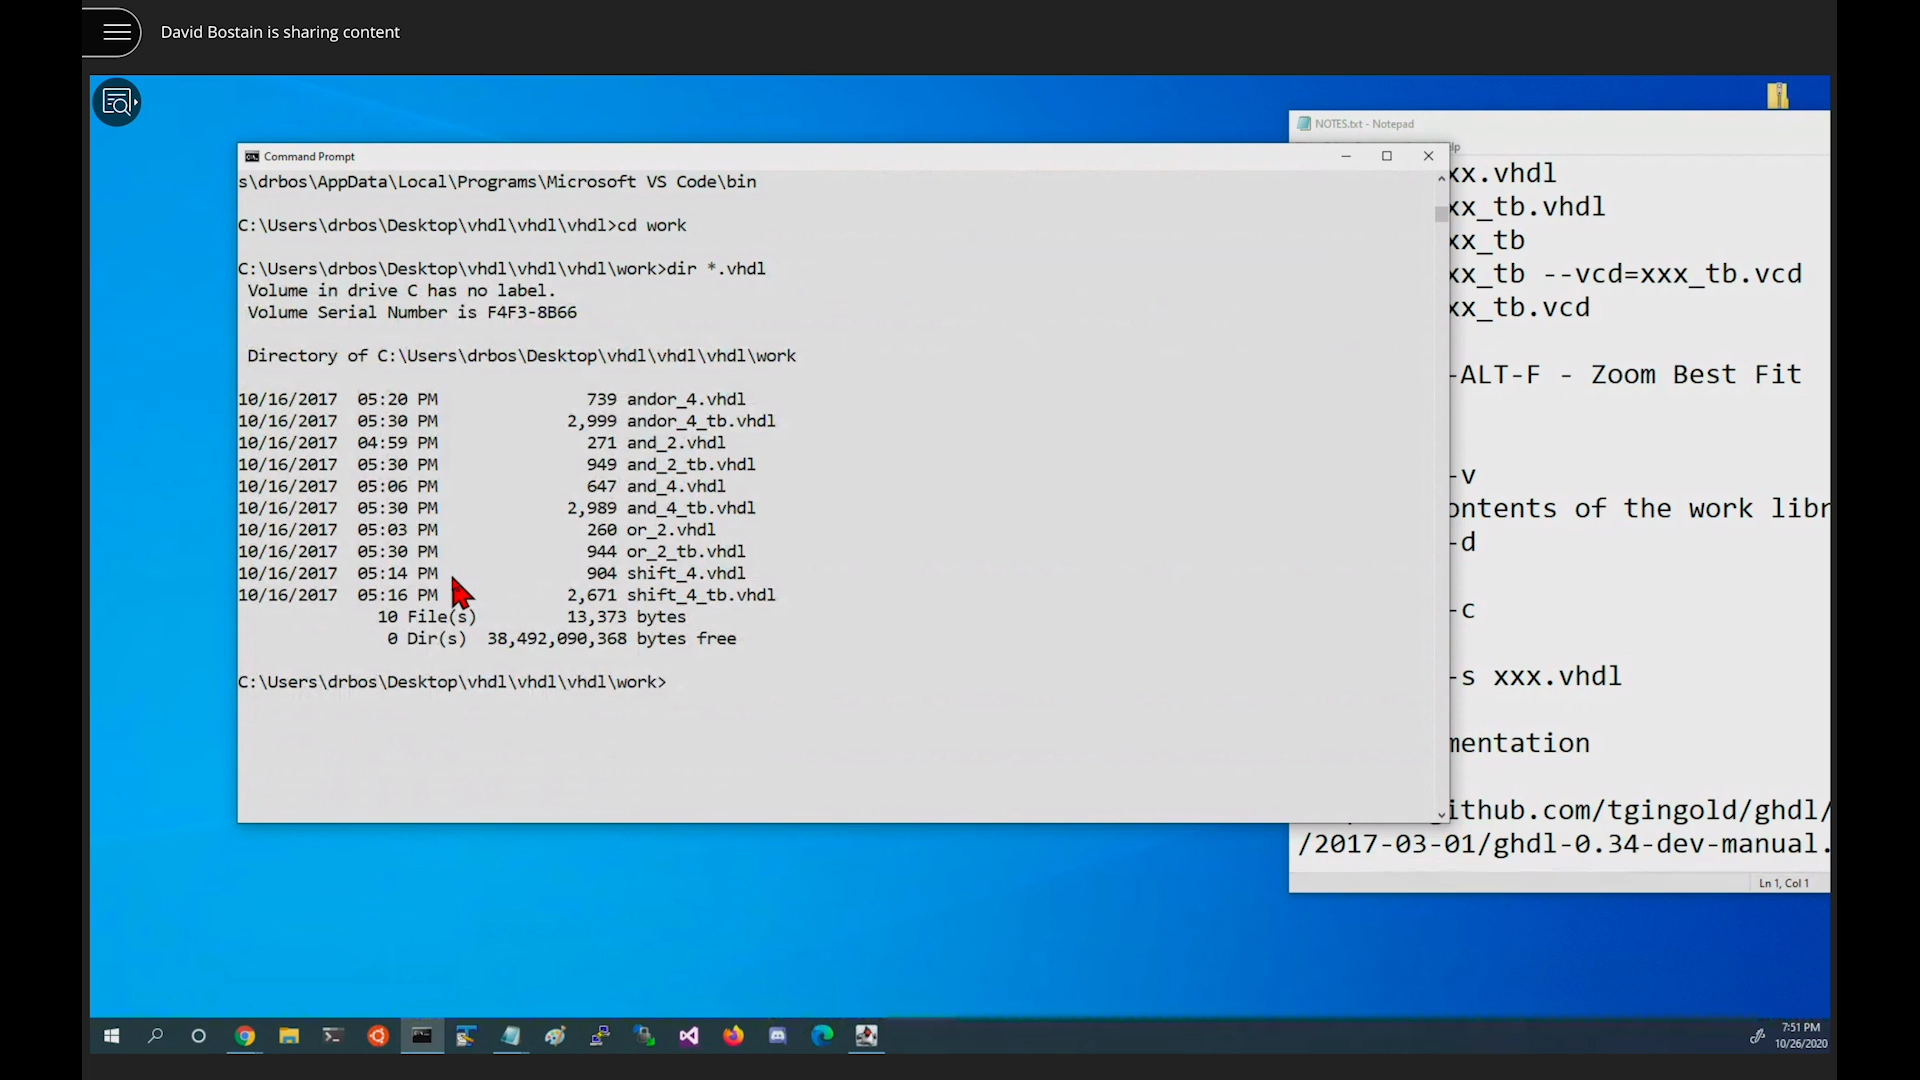 David Bostain is sharing content
NOTES.txt - Notepad
Command Prompt
s\drbos\AppData\Local\Programs\Microsoft VS Code\bin
C:\Users\drbos\Desktop\vhdl\vhdl\vhdl>cd work
C:\Users\drbos\Desktop\vhdl\vhdl\vhdl\work>dir *.vhdl
Volume in drive C has no label.
Volume Serial Number is F4F3-8B66
Directory of C:\Users\drbos\Desktop\vhdl\vhdl\vhdl\work
10/16/2017 05:20 PM 739 andor_4.vhdl
10/16/2017 05:30 PM 2,999 andor_4_tb.vhdl
10/16/2017 04:59 PM 271 and_2.vhdl
10/16/2017 05:30 PM 949 and_2_tb.vhdl
10/16/2017 05:06 PM 647 and_4.vhdl
10/16/2017 05:30 PM 2,989 and_4_tb.vhdl
10/16/2017 05:03 PM 260 or_2.vhdl
10/16/2017 05:30 PM 944 or_2_tb.vhdl
10/16/2017 05:14 PM 904 shift_4.vhdl
10/16/2017 05:16 PM 2,671 shift_4_tb.vhdl
10 File(s) 13,373 bytes
0 Dir(s) 38,492,090,368 bytes free
C:\Users\drbos\Desktop\vhdl\vhdl\vhdl\work>
xx.vhdl
xx_tb.vhdl
xx_tb
xx_tb --vcd=xxx_tb.vcd
xx_tb.vcd
-ALT-F - Zoom Best Fit
-v
ontents of the work libr
-d
-c
-s xxx.vhdl
mentation
ithub.com/tgingold/ghdl/
/2017-03-01/ghdl-0.34-dev-manual.
Ln 1, Col 1
7:51 PM
10/26/2020